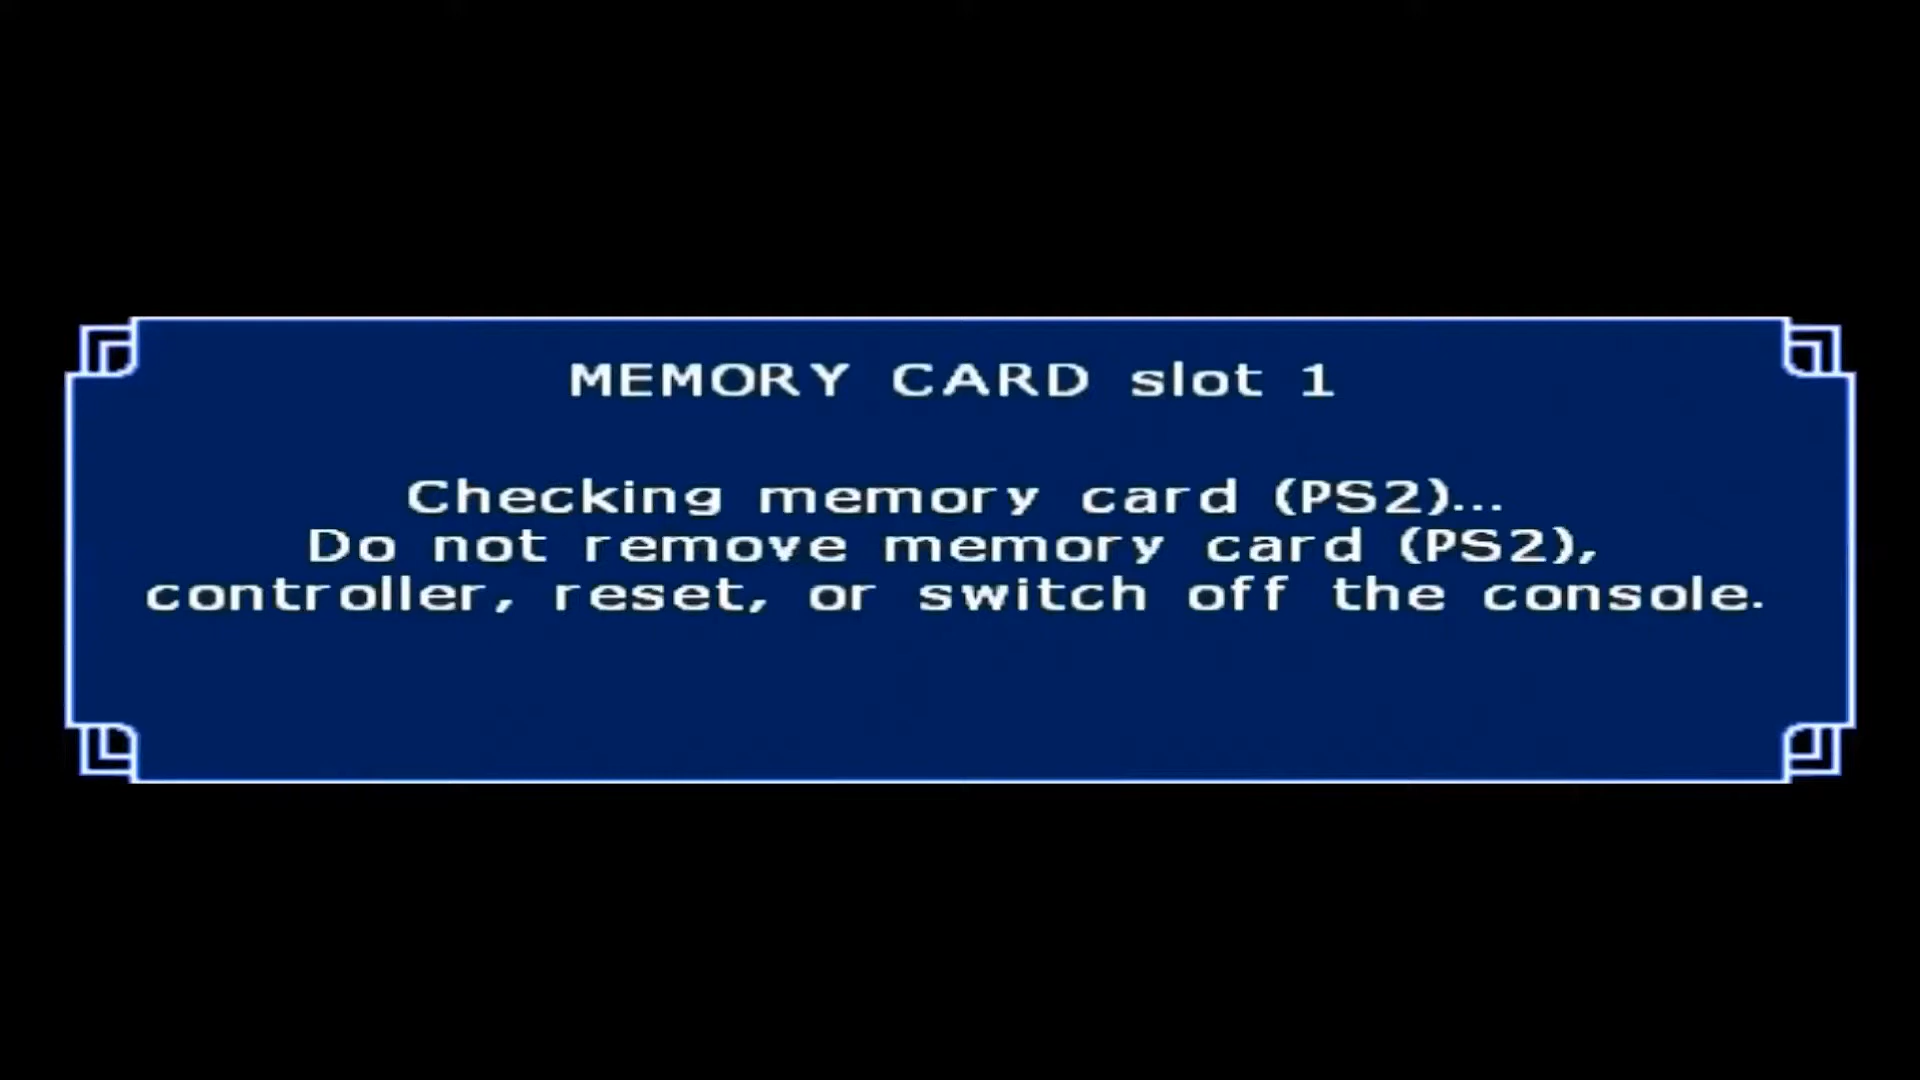 MEMORY CARD slot 1
Checking memory card (PS2)...
Do not remove memory card (PS2),
controller, reset, or switch off the console.